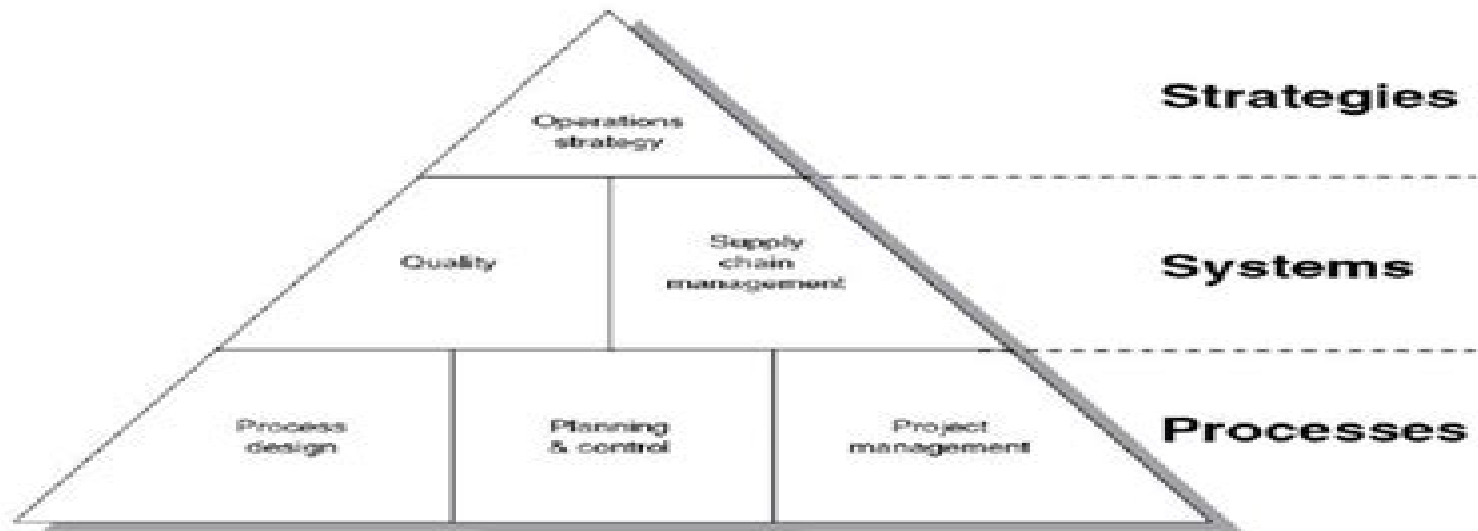 Operations
strategy
Strategies
Quality
Supply
chain
management
Systems
Process
design
Planning
& control
Project
management
Processes